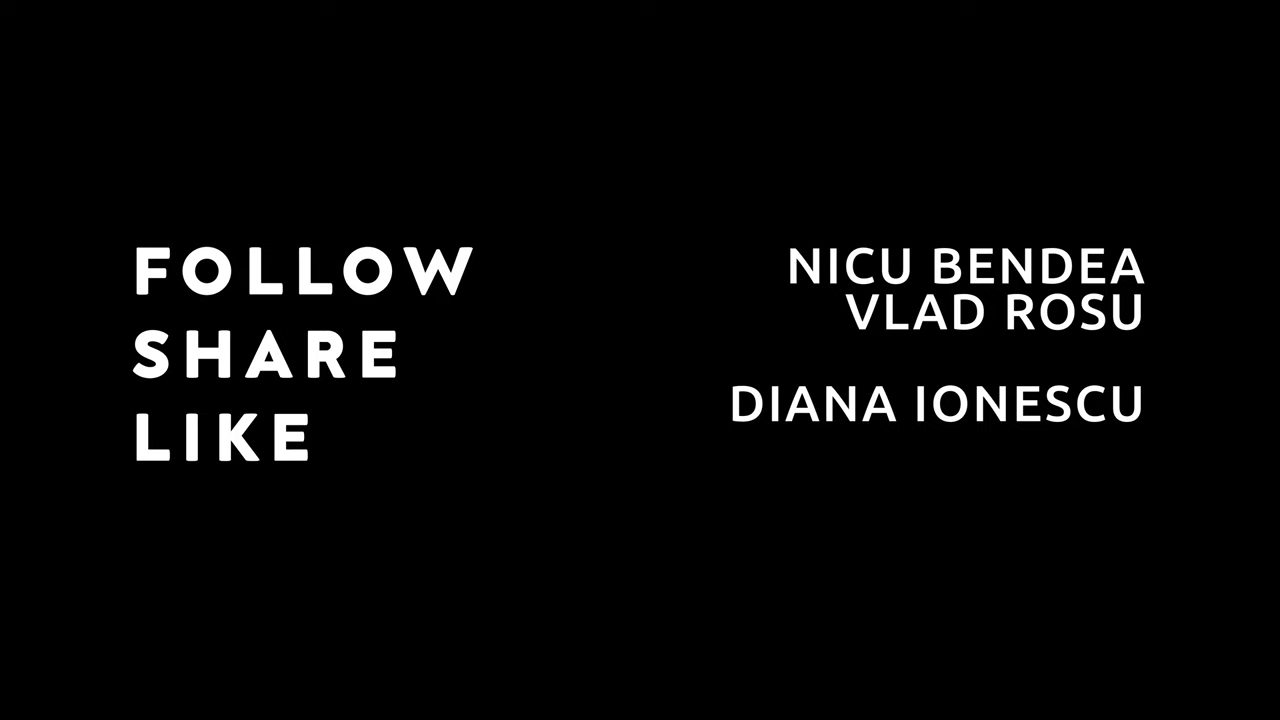 FOLLOW
SHARE
LIKE
NICU BENDEA
VLAD ROSU
DIANA IONESCU